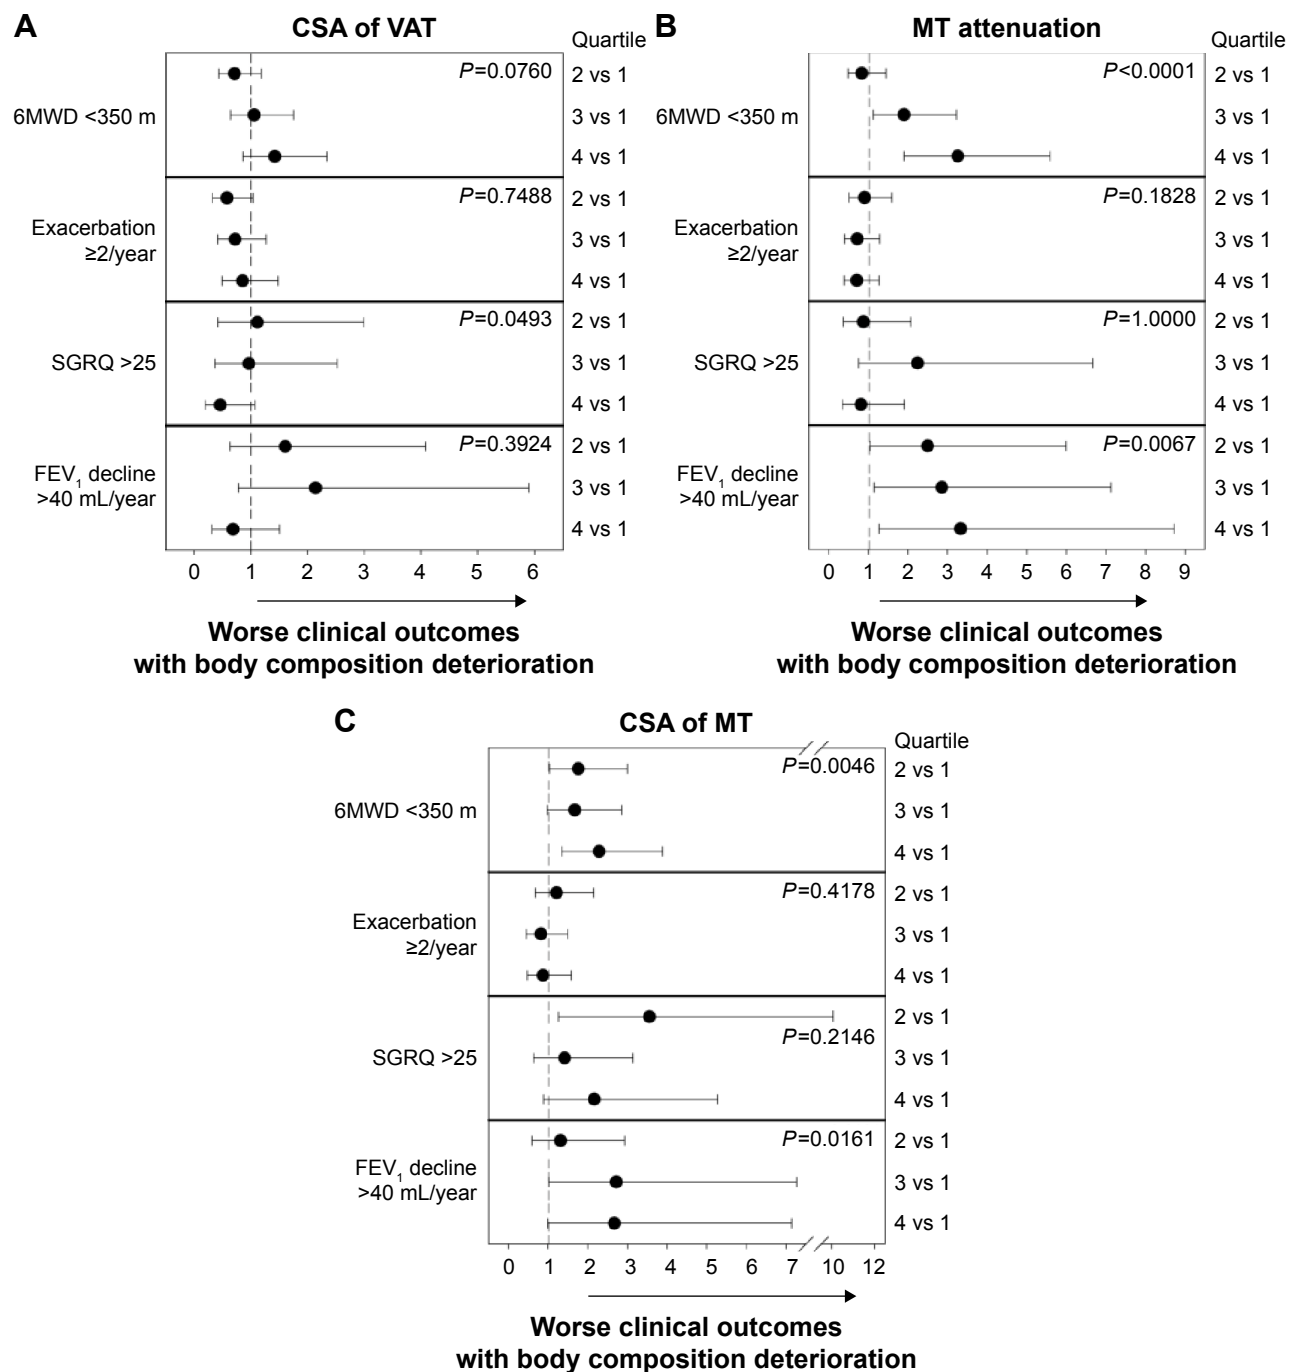 A
CSA of VAT
Quartile
6MWD <350 m
P=0.0760
2 vs 1
3 vs 1
4 vs 1
Exacerbation
≥2/year
P=0.7488
2 vs 1
3 vs 1
4 vs 1
SGRQ >25
P=0.0493
2 vs 1
3 vs 1
4 vs 1
FEV₁ decline
>40 mL/year
P=0.3924
2 vs 1
3 vs 1
4 vs 1
0 1 2 3 4 5 6
Worse clinical outcomes
with body composition deterioration
B
MT attenuation
Quartile
6MWD <350 m
P<0.0001
2 vs 1
3 vs 1
4 vs 1
Exacerbation
≥2/year
P=0.1828
2 vs 1
3 vs 1
4 vs 1
SGRQ >25
P=1.0000
2 vs 1
3 vs 1
4 vs 1
FEV₁ decline
>40 mL/year
P=0.0067
2 vs 1
3 vs 1
4 vs 1
0 1 2 3 4 5 6 7 8 9
Worse clinical outcomes
with body composition deterioration
C
CSA of MT
Quartile
6MWD <350 m
P=0.0046
2 vs 1
3 vs 1
4 vs 1
Exacerbation
≥2/year
P=0.4178
2 vs 1
3 vs 1
4 vs 1
SGRQ >25
P=0.2146
2 vs 1
3 vs 1
4 vs 1
FEV₁ decline
>40 mL/year
P=0.0161
2 vs 1
3 vs 1
4 vs 1
0 1 2 3 4 5 6 7 10 12
Worse clinical outcomes
with body composition deterioration